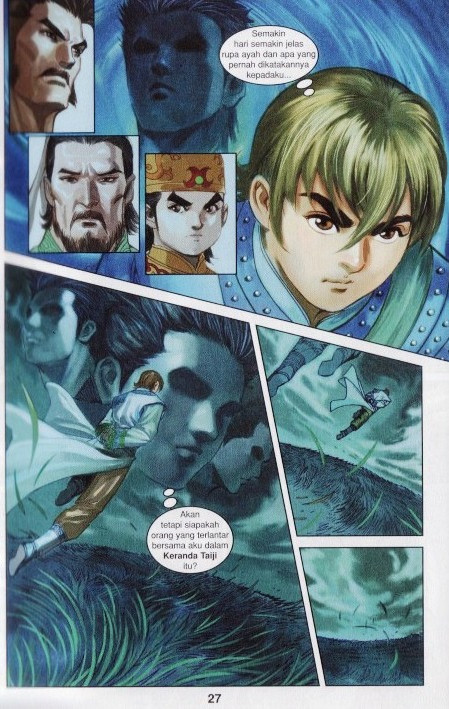 Semakin
hari semakin jelas
rupa ayah dan apa yang
pernah dikatakannya
kepadaku...
Akan
tetapi siapakah
orang yang terlantar
bersama aku dalam
Keranda Taiji
itu?
27